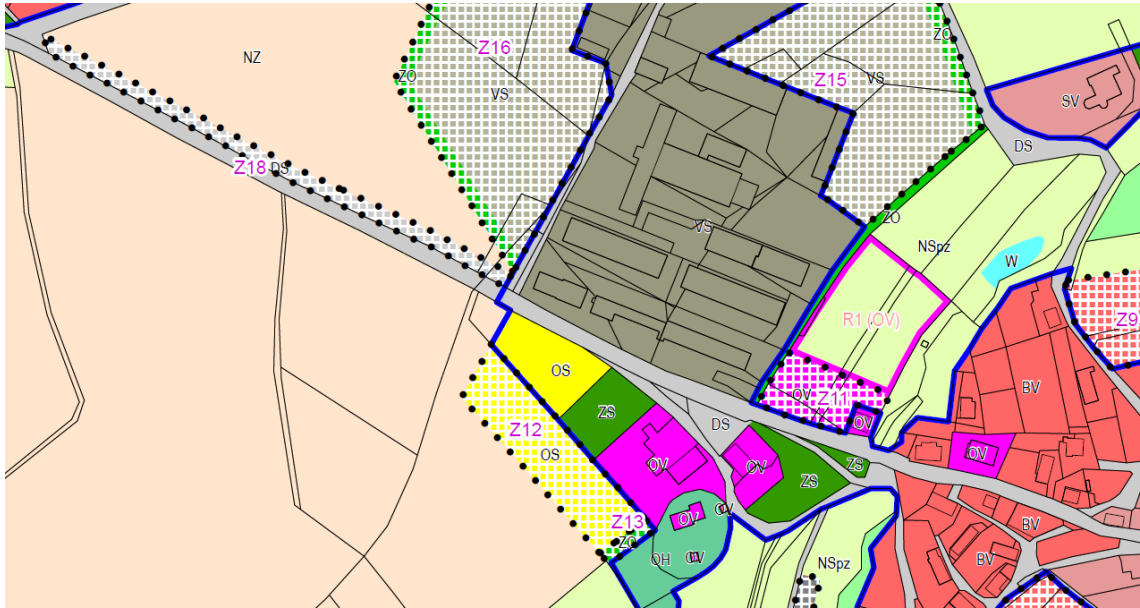 ZO
Z16
NZ
ZO
Z15
VS
VS
SV
DS
Z18
DS
ZO
VS
NSpz
W
R1 (OV)
Z9
OS
BV
Z11
OV
ZS
DS
OV
Z12
OS
OV
OV
OV
ZS
ZS
OV
OV
Z13
BV
ZO
OH
OV
NSpz
BV